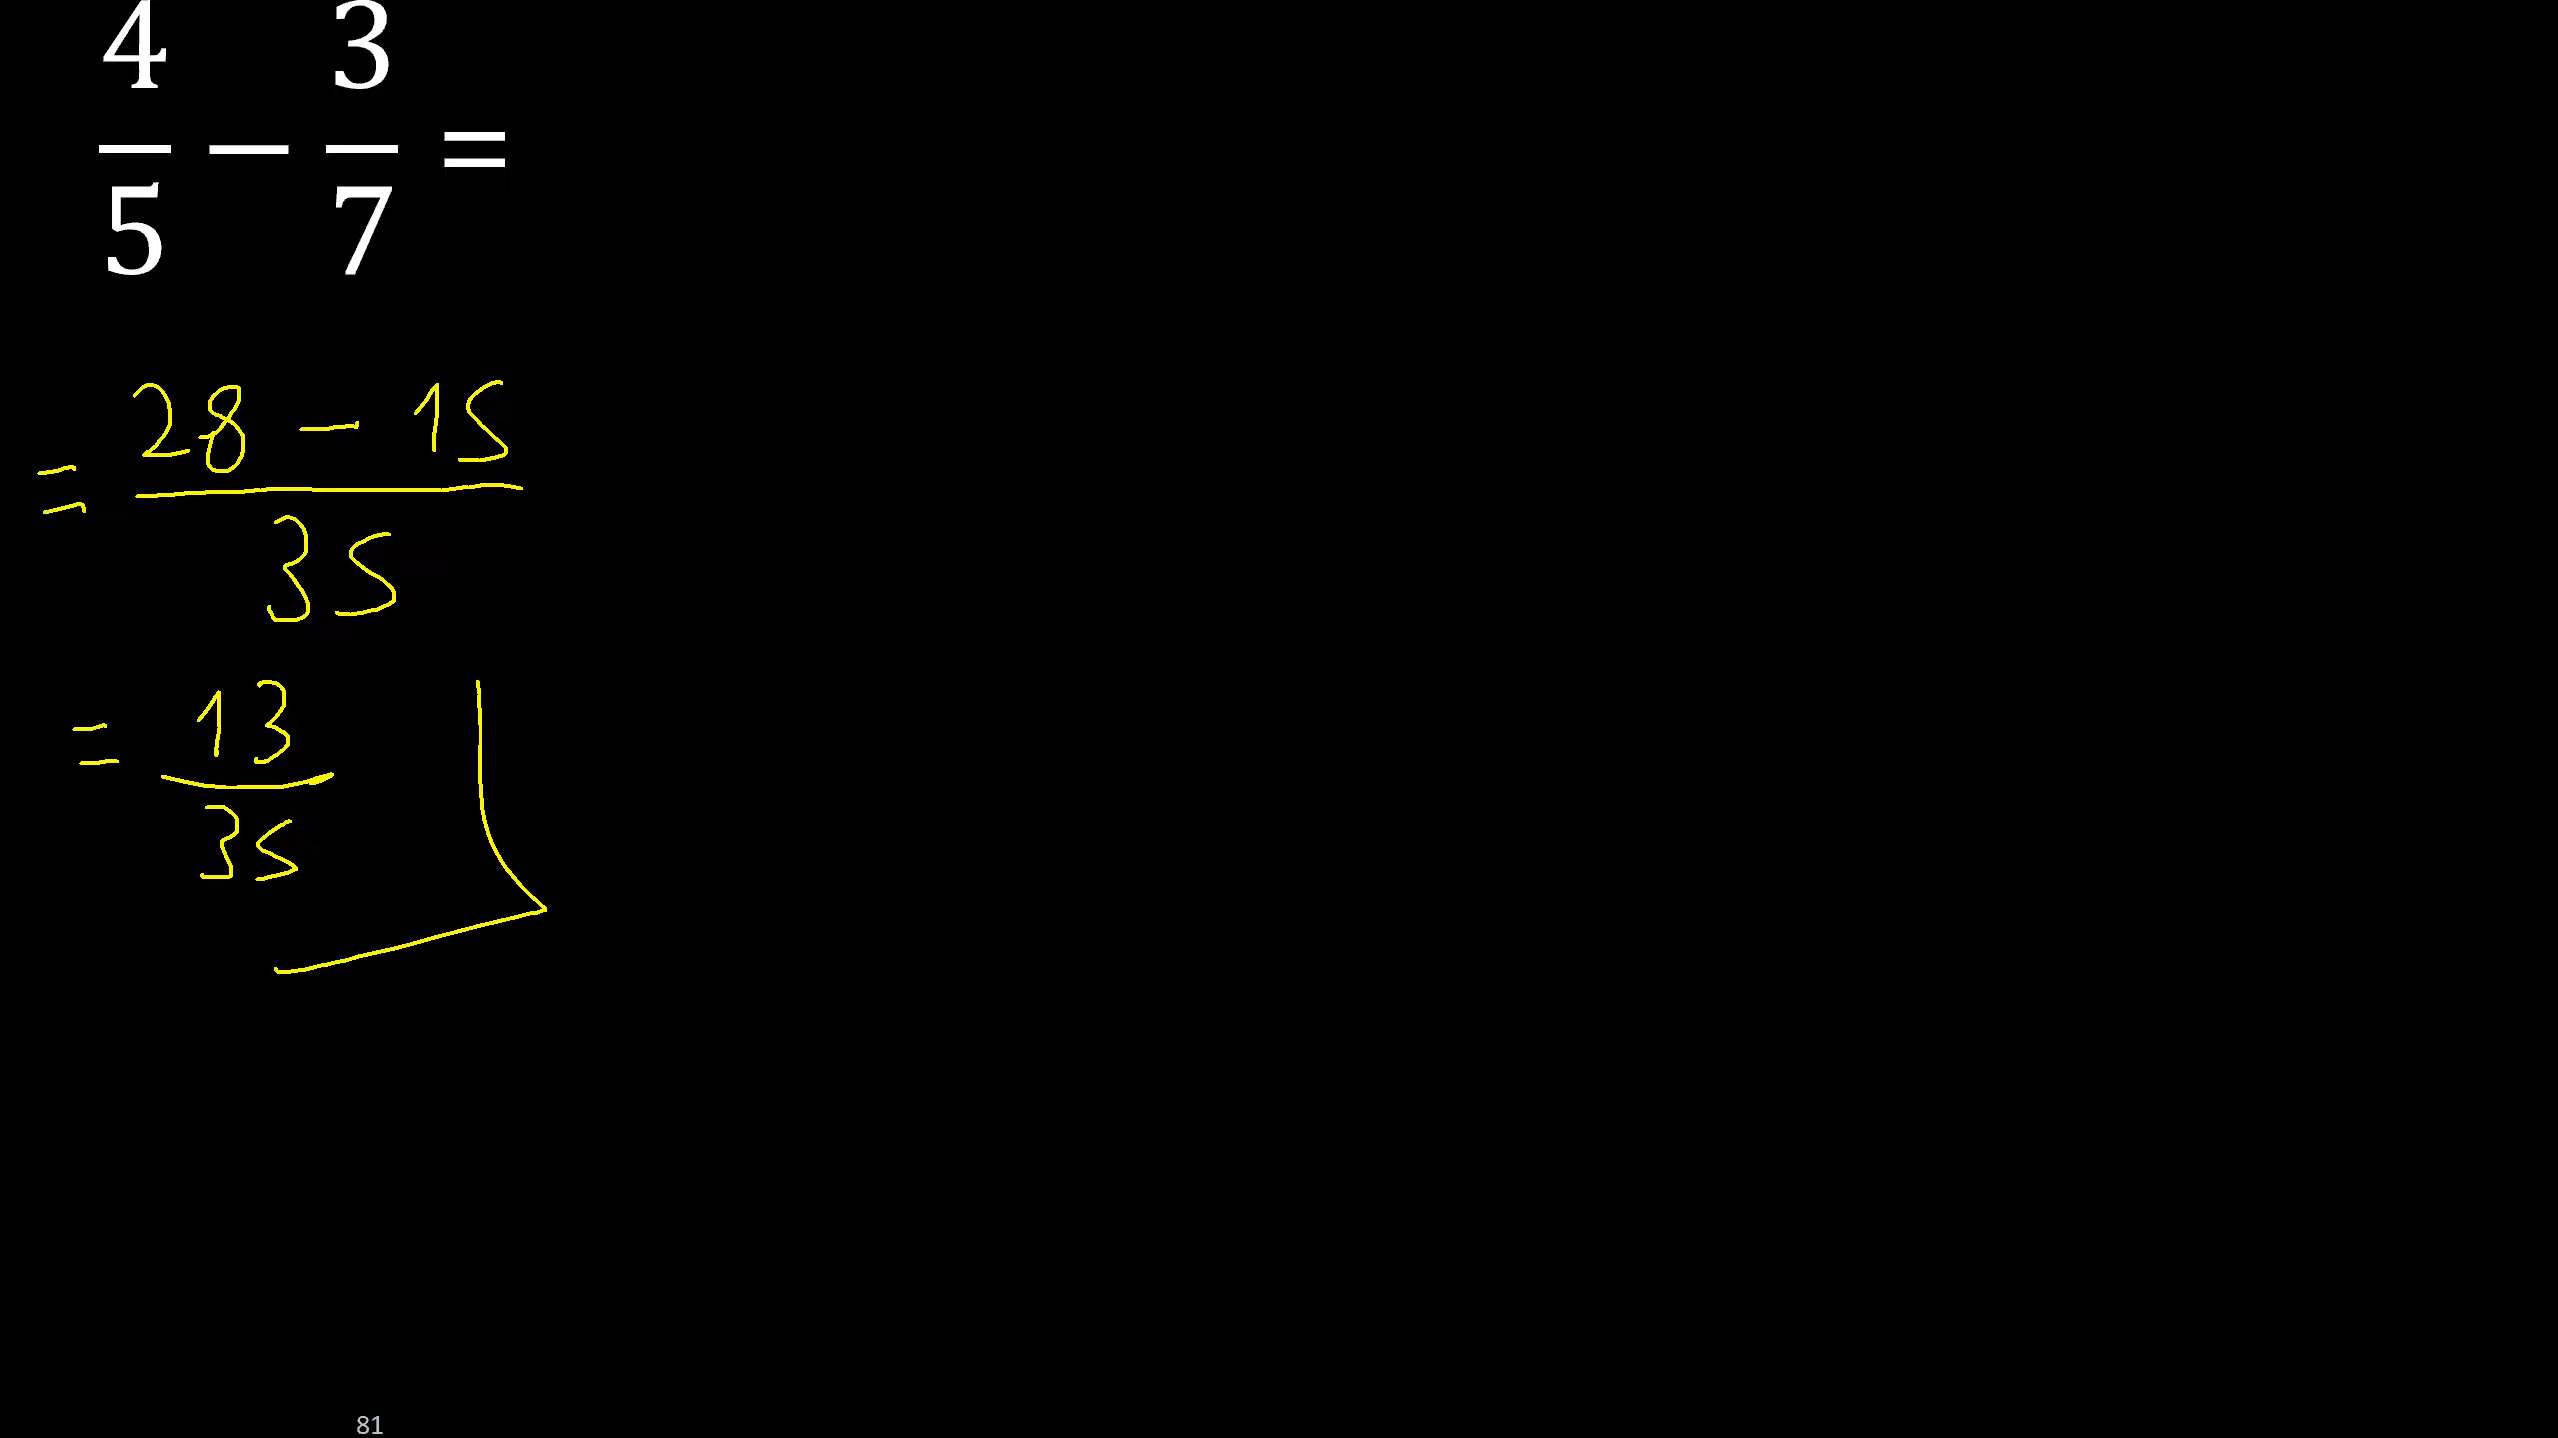 4/5 − 3/7 =
= 28 − 15 / 35
= 13/35
81